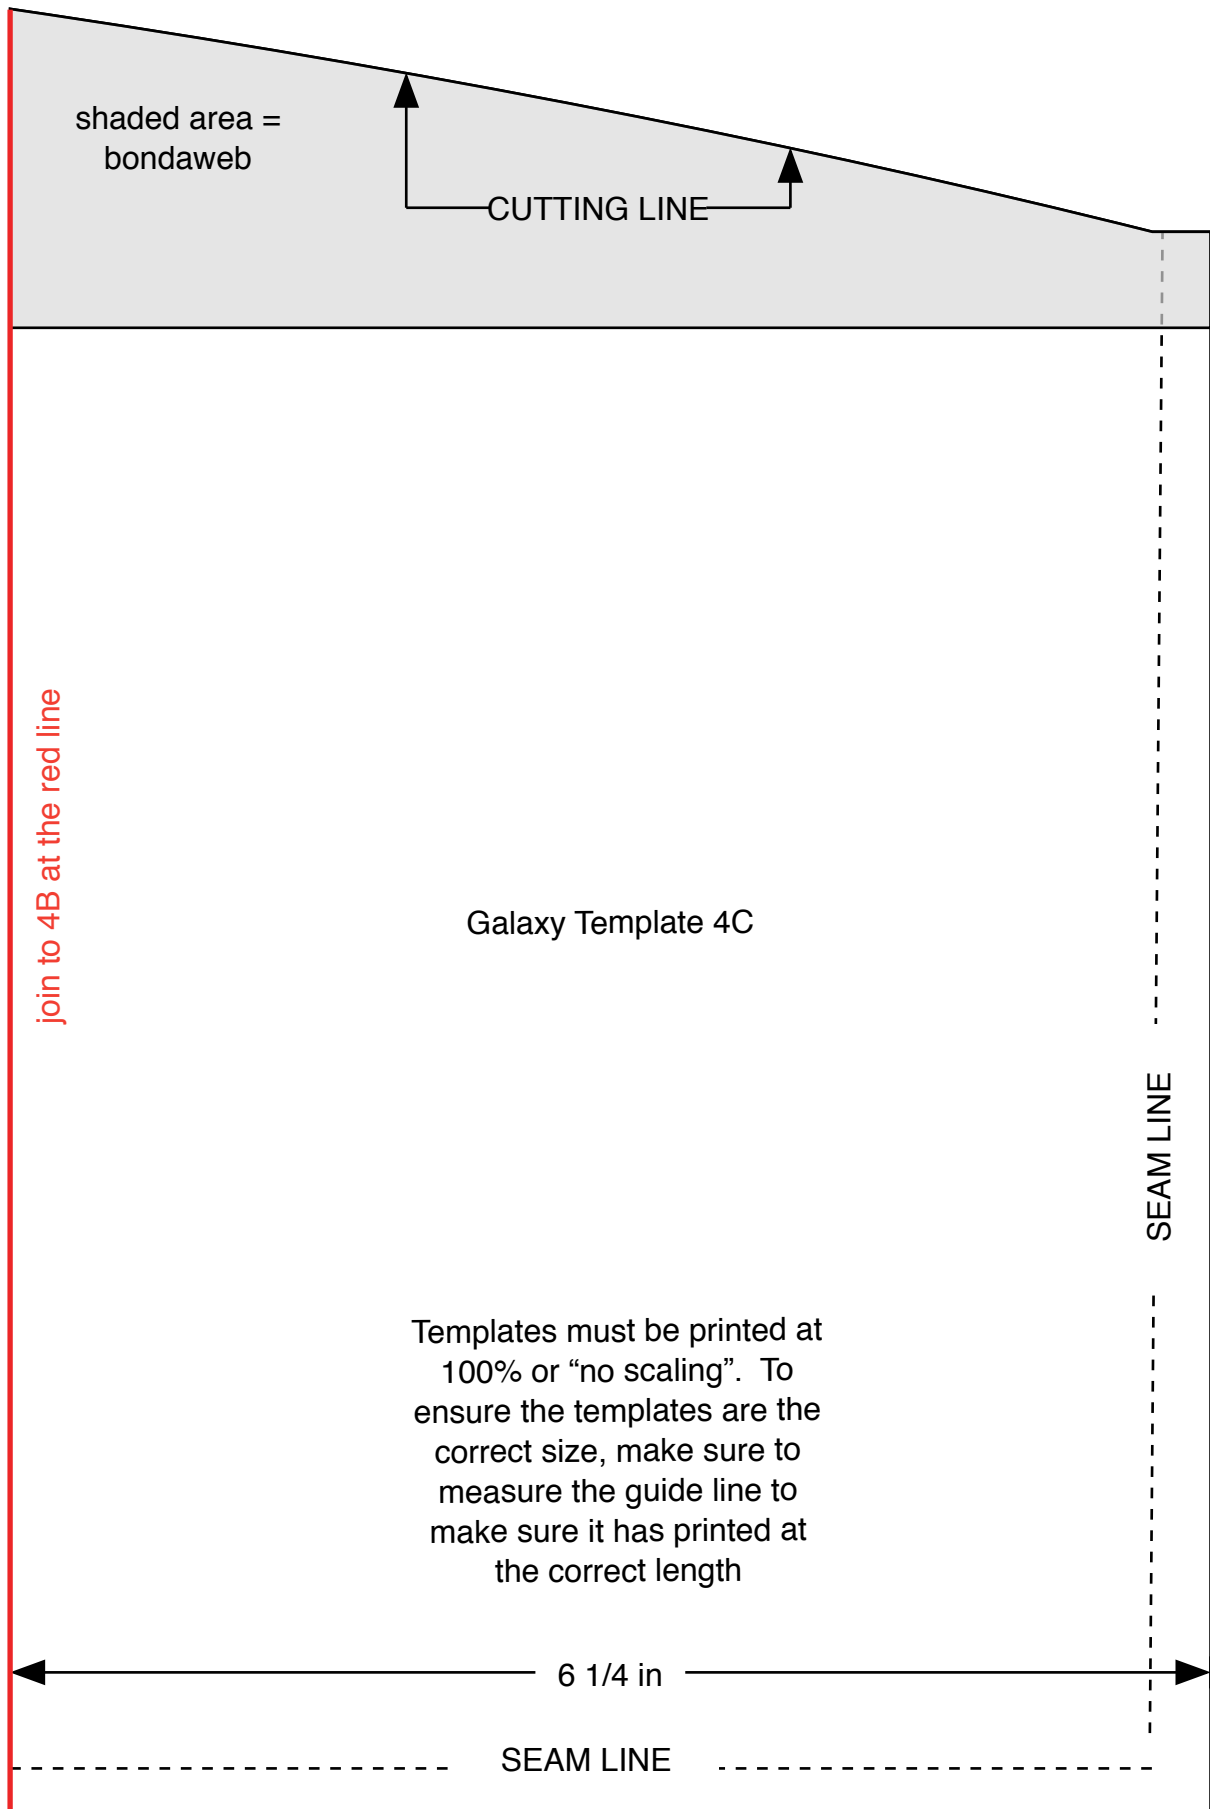 shaded area =
bondaweb
CUTTING LINE
join to 4B at the red line
Galaxy Template 4C
SEAM LINE
Templates must be printed at
100% or “no scaling”.  To
ensure the templates are the
correct size, make sure to
measure the guide line to
make sure it has printed at
the correct length
6 1/4 in
SEAM LINE